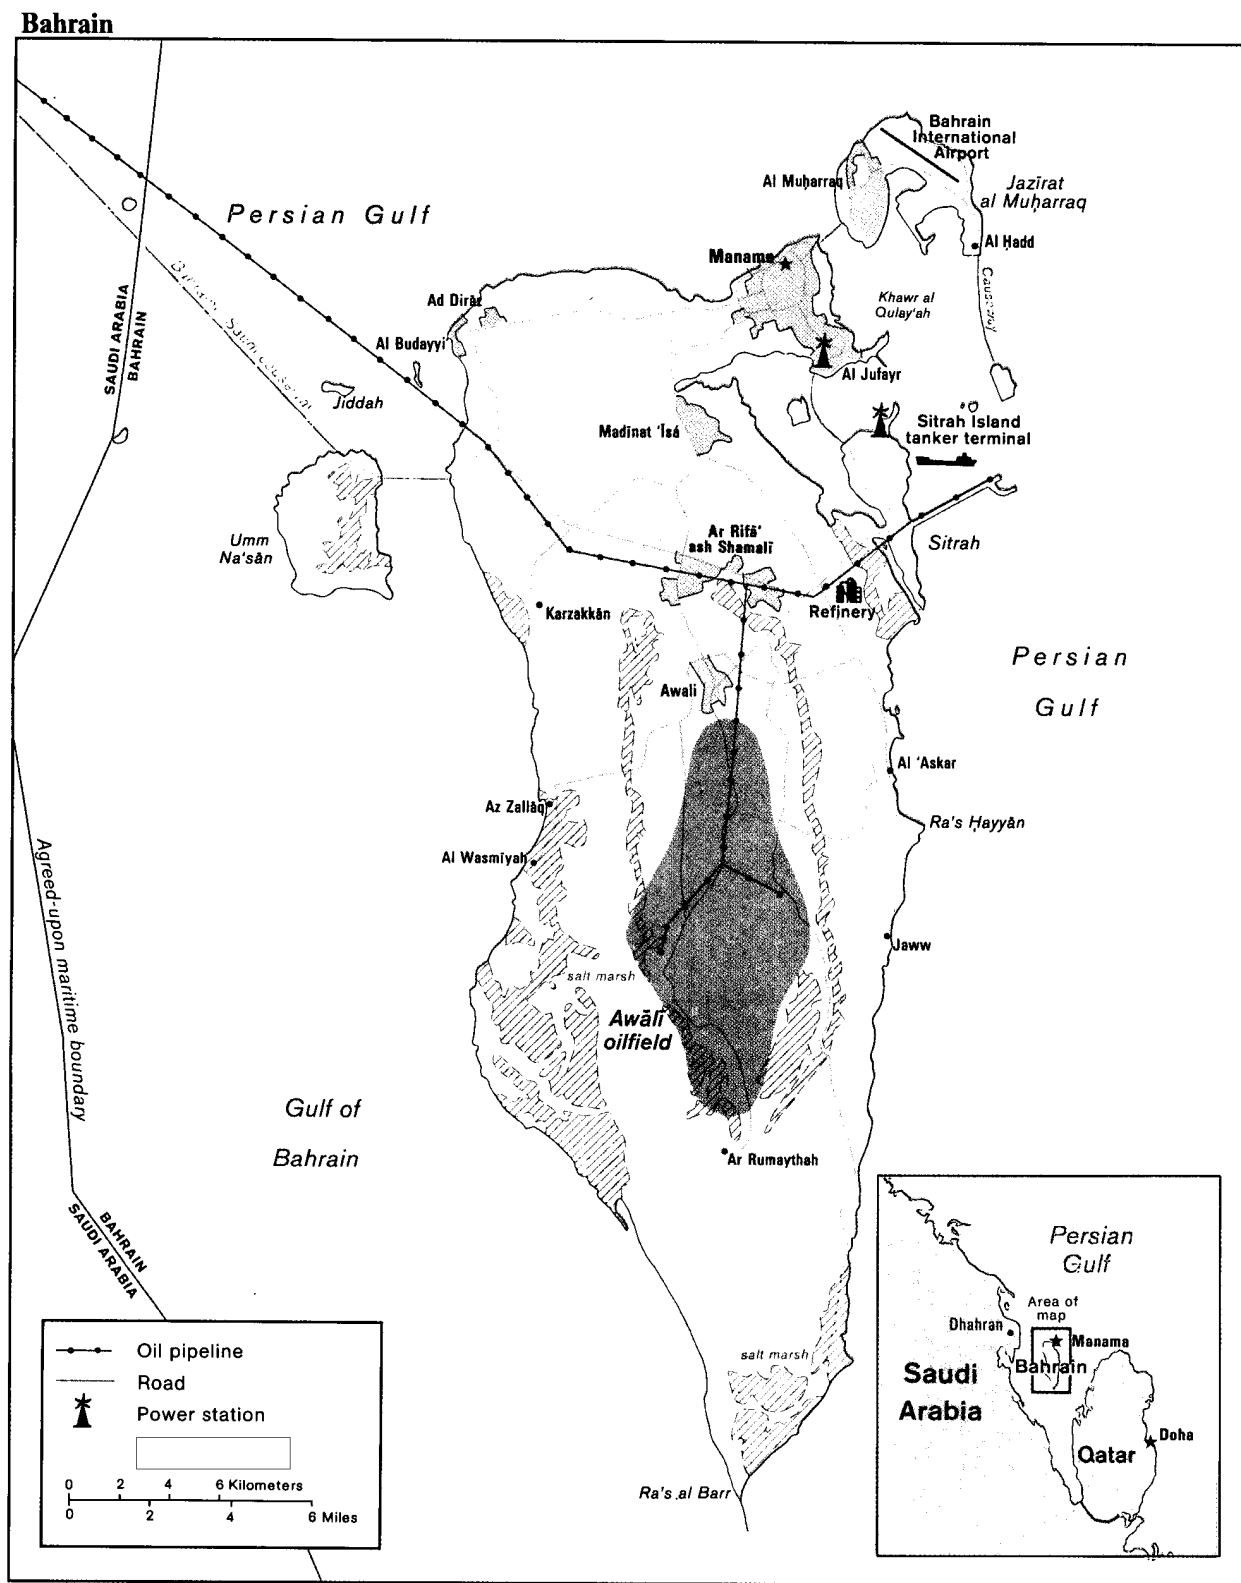 Bahrain
Bahrain
International
Airport
Al Muḥarraq
Jazīrat
al Muḥarraq
Persian Gulf
Al Ḥadd
Manama
Causeway
Khawr al
Qulay'ah
SAUDI ARABIA
BAHRAIN
Ad Dirāz
Al Budayyi
Al Jufayr
Jiddah
Sitrah Island
tanker terminal
Madīnat 'Īsá
Ar Rifā'
ash Shamalī
Umm
Na'sān
Sitrah
Karzakkān
Refinery
Persian
Gulf
Awali
Al 'Askar
Az Zallāq
Ra's Ḥayyān
Al Wasmīyah
Agreed-upon maritime boundary
Jaww
salt marsh
Awālī
oilfield
Gulf of
Bahrain
Ar Rumaythah
BAHRAIN
SAUDI ARABIA
salt marsh
Ra's al Barr
Oil pipeline
Road
Power station
0 2 4 6 Kilometers
0 2 4 6 Miles
Persian
Gulf
Area of
map
Dhahran
Manama
Bahrain
Saudi
Arabia
Doha
Qatar